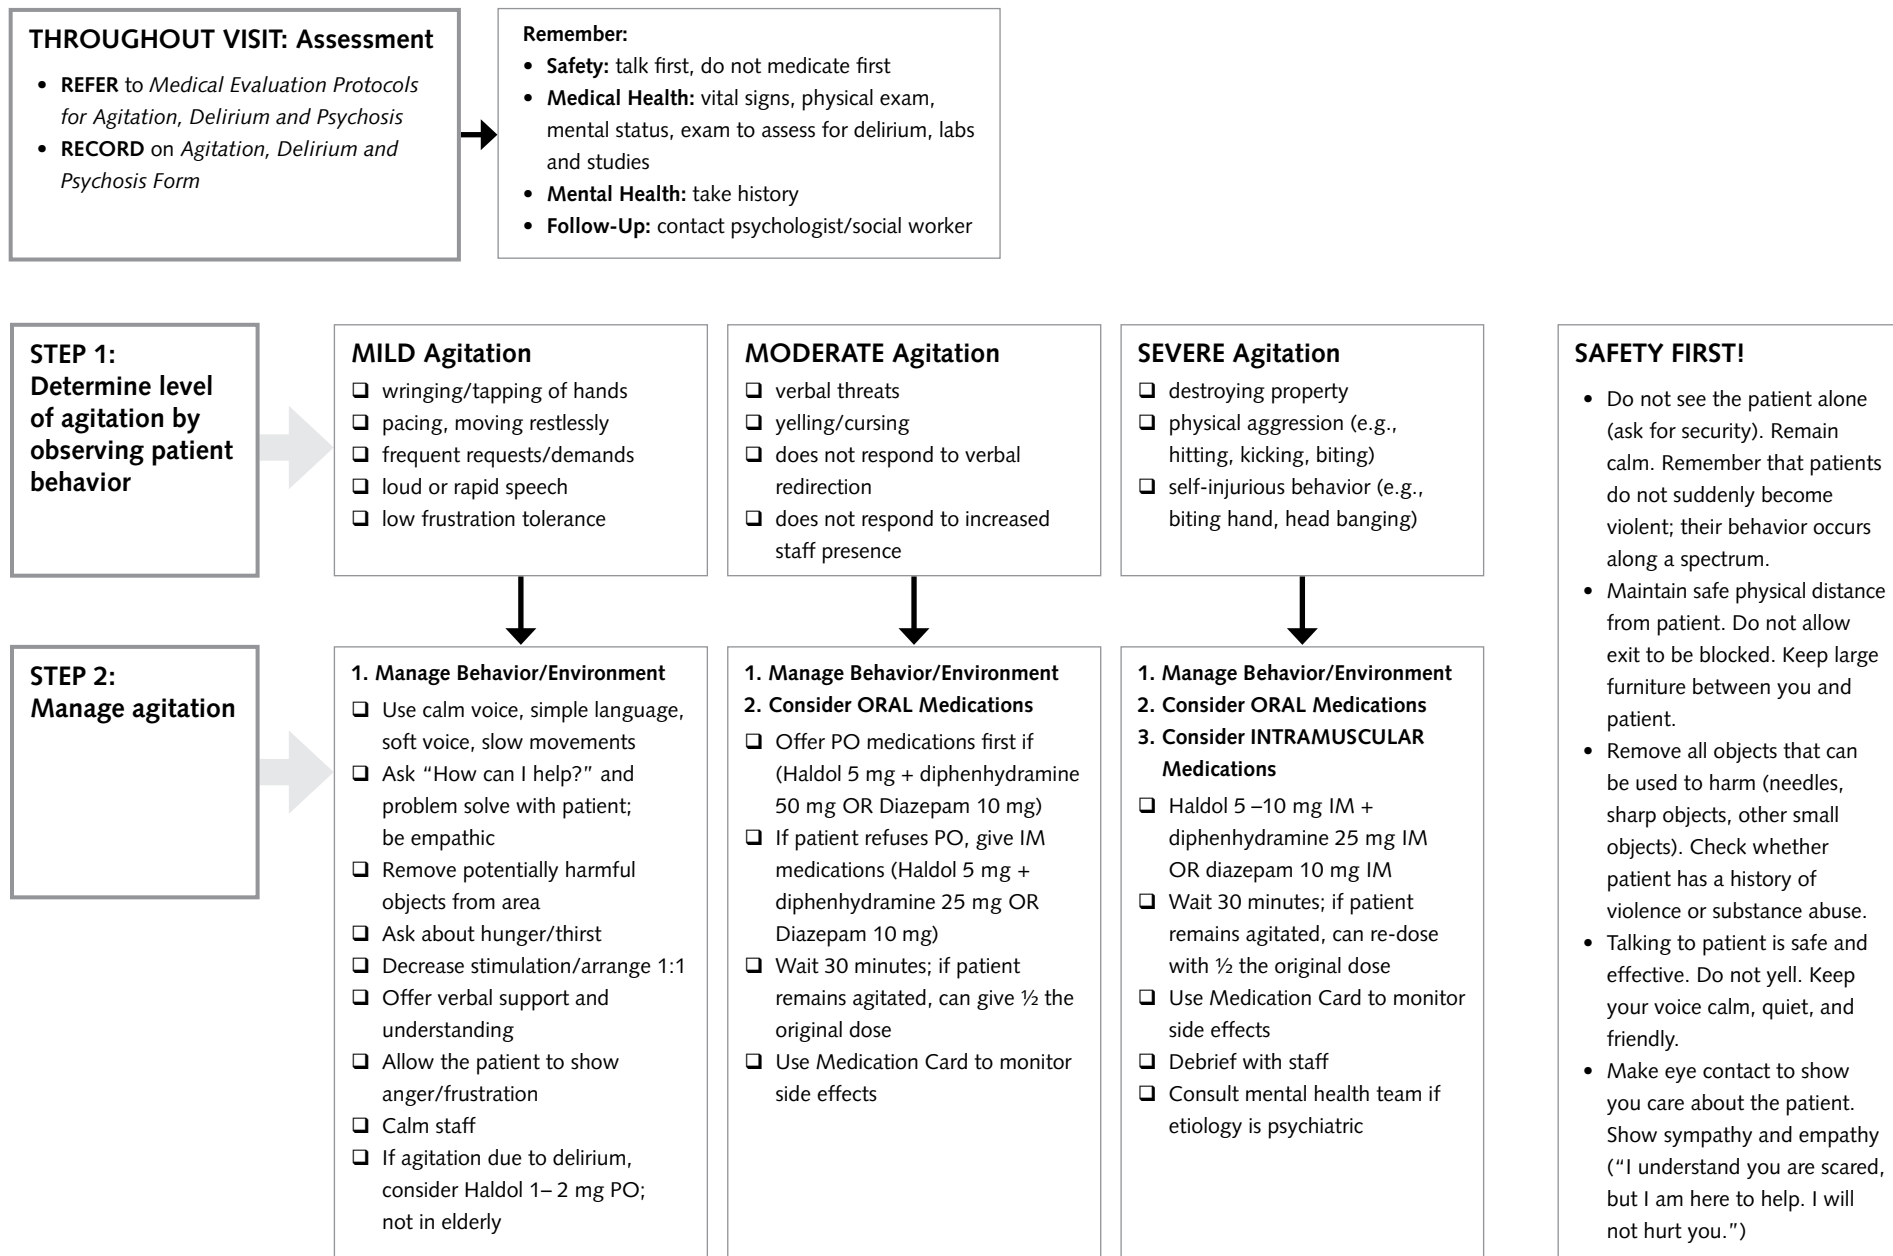 THROUGHOUT VISIT: Assessment
• REFER to Medical Evaluation Protocols
for Agitation, Delirium and Psychosis
• RECORD on Agitation, Delirium and
Psychosis Form
Remember:
• Safety: talk first, do not medicate first
• Medical Health: vital signs, physical exam,
mental status, exam to assess for delirium, labs
and studies
• Mental Health: take history
• Follow-Up: contact psychologist/social worker
STEP 1:
Determine level
of agitation by
observing patient
behavior
MILD Agitation
❑ wringing/tapping of hands
❑ pacing, moving restlessly
❑ frequent requests/demands
❑ loud or rapid speech
❑ low frustration tolerance
MODERATE Agitation
❑ verbal threats
❑ yelling/cursing
❑ does not respond to verbal
redirection
❑ does not respond to increased
staff presence
SEVERE Agitation
❑ destroying property
❑ physical aggression (e.g.,
hitting, kicking, biting)
❑ self-injurious behavior (e.g.,
biting hand, head banging)
STEP 2:
Manage agitation
1. Manage Behavior/Environment
❑ Use calm voice, simple language,
soft voice, slow movements
❑ Ask “How can I help?” and
problem solve with patient;
be empathic
❑ Remove potentially harmful
objects from area
❑ Ask about hunger/thirst
❑ Decrease stimulation/arrange 1:1
❑ Offer verbal support and
understanding
❑ Allow the patient to show
anger/frustration
❑ Calm staff
❑ If agitation due to delirium,
consider Haldol 1– 2 mg PO;
not in elderly
1. Manage Behavior/Environment
2. Consider ORAL Medications
❑ Offer PO medications first if
(Haldol 5 mg + diphenhydramine
50 mg OR Diazepam 10 mg)
❑ If patient refuses PO, give IM
medications (Haldol 5 mg +
diphenhydramine 25 mg OR
Diazepam 10 mg)
❑ Wait 30 minutes; if patient
remains agitated, can give ½ the
original dose
❑ Use Medication Card to monitor
side effects
1. Manage Behavior/Environment
2. Consider ORAL Medications
3. Consider INTRAMUSCULAR
Medications
❑ Haldol 5 –10 mg IM +
diphenhydramine 25 mg IM
OR diazepam 10 mg IM
❑ Wait 30 minutes; if patient
remains agitated, can re-dose
with ½ the original dose
❑ Use Medication Card to monitor
side effects
❑ Debrief with staff
❑ Consult mental health team if
etiology is psychiatric
SAFETY FIRST!
• Do not see the patient alone
(ask for security). Remain
calm. Remember that patients
do not suddenly become
violent; their behavior occurs
along a spectrum.
• Maintain safe physical distance
from patient. Do not allow
exit to be blocked. Keep large
furniture between you and
patient.
• Remove all objects that can
be used to harm (needles,
sharp objects, other small
objects). Check whether
patient has a history of
violence or substance abuse.
• Talking to patient is safe and
effective. Do not yell. Keep
your voice calm, quiet, and
friendly.
• Make eye contact to show
you care about the patient.
Show sympathy and empathy
(“I understand you are scared,
but I am here to help. I will
not hurt you.”)